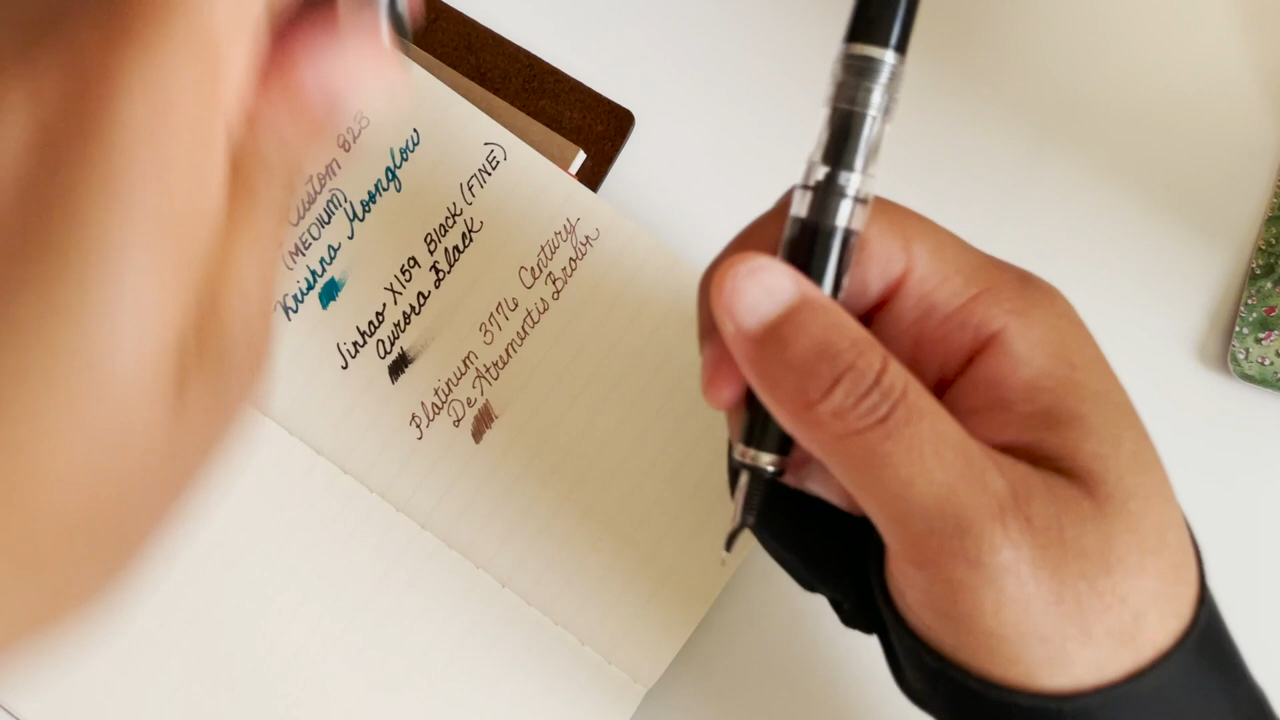 Custom 823
(MEDIUM)
Krishna Moonglow
Jinhao X159 Black (FINE)
Aurora Black
Platinum 3776 Century
De Atramentis Brown